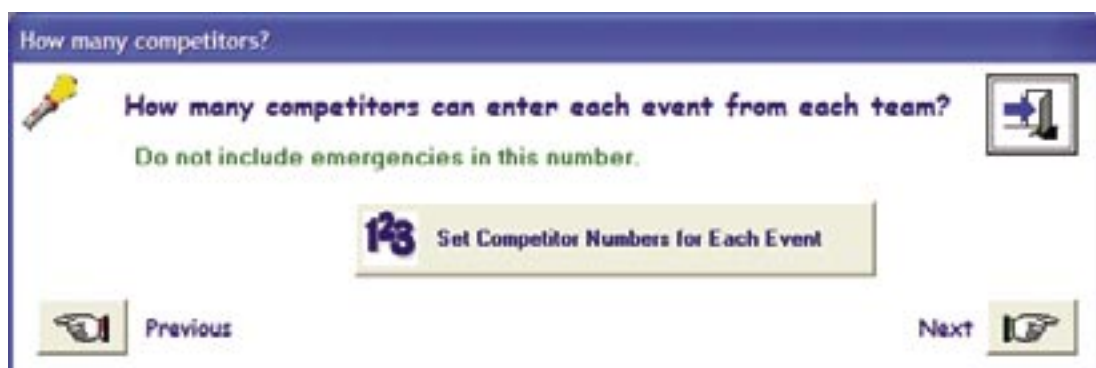 How many competitors?
How many competitors can enter each event from each team?
Do not include emergencies in this number.
123 Set Competitor Numbers for Each Event
Previous
Next